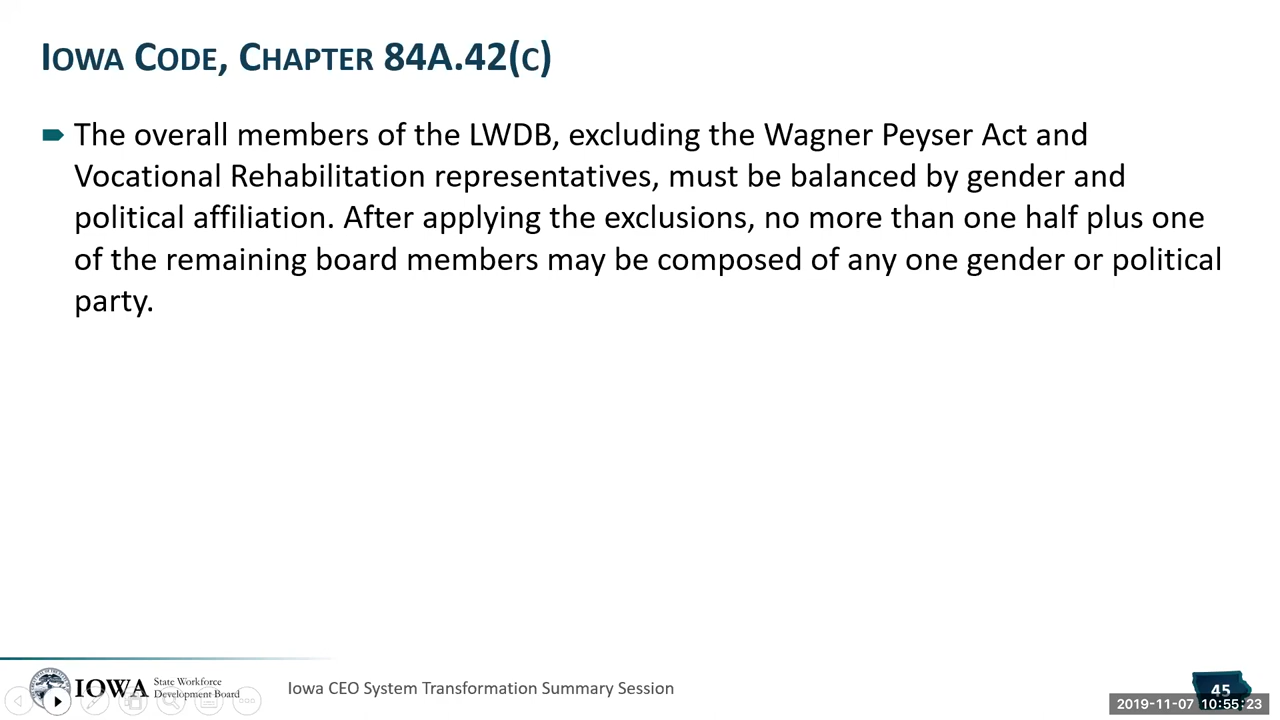 IOWA CODE, CHAPTER 84A.42(C)
The overall members of the LWDB, excluding the Wagner Peyser Act and
Vocational Rehabilitation representatives, must be balanced by gender and
political affiliation. After applying the exclusions, no more than one half plus one
of the remaining board members may be composed of any one gender or political
party.
IOWA State Workforce
Development Board
Iowa CEO System Transformation Summary Session
45
2019-11-07 10:55:23